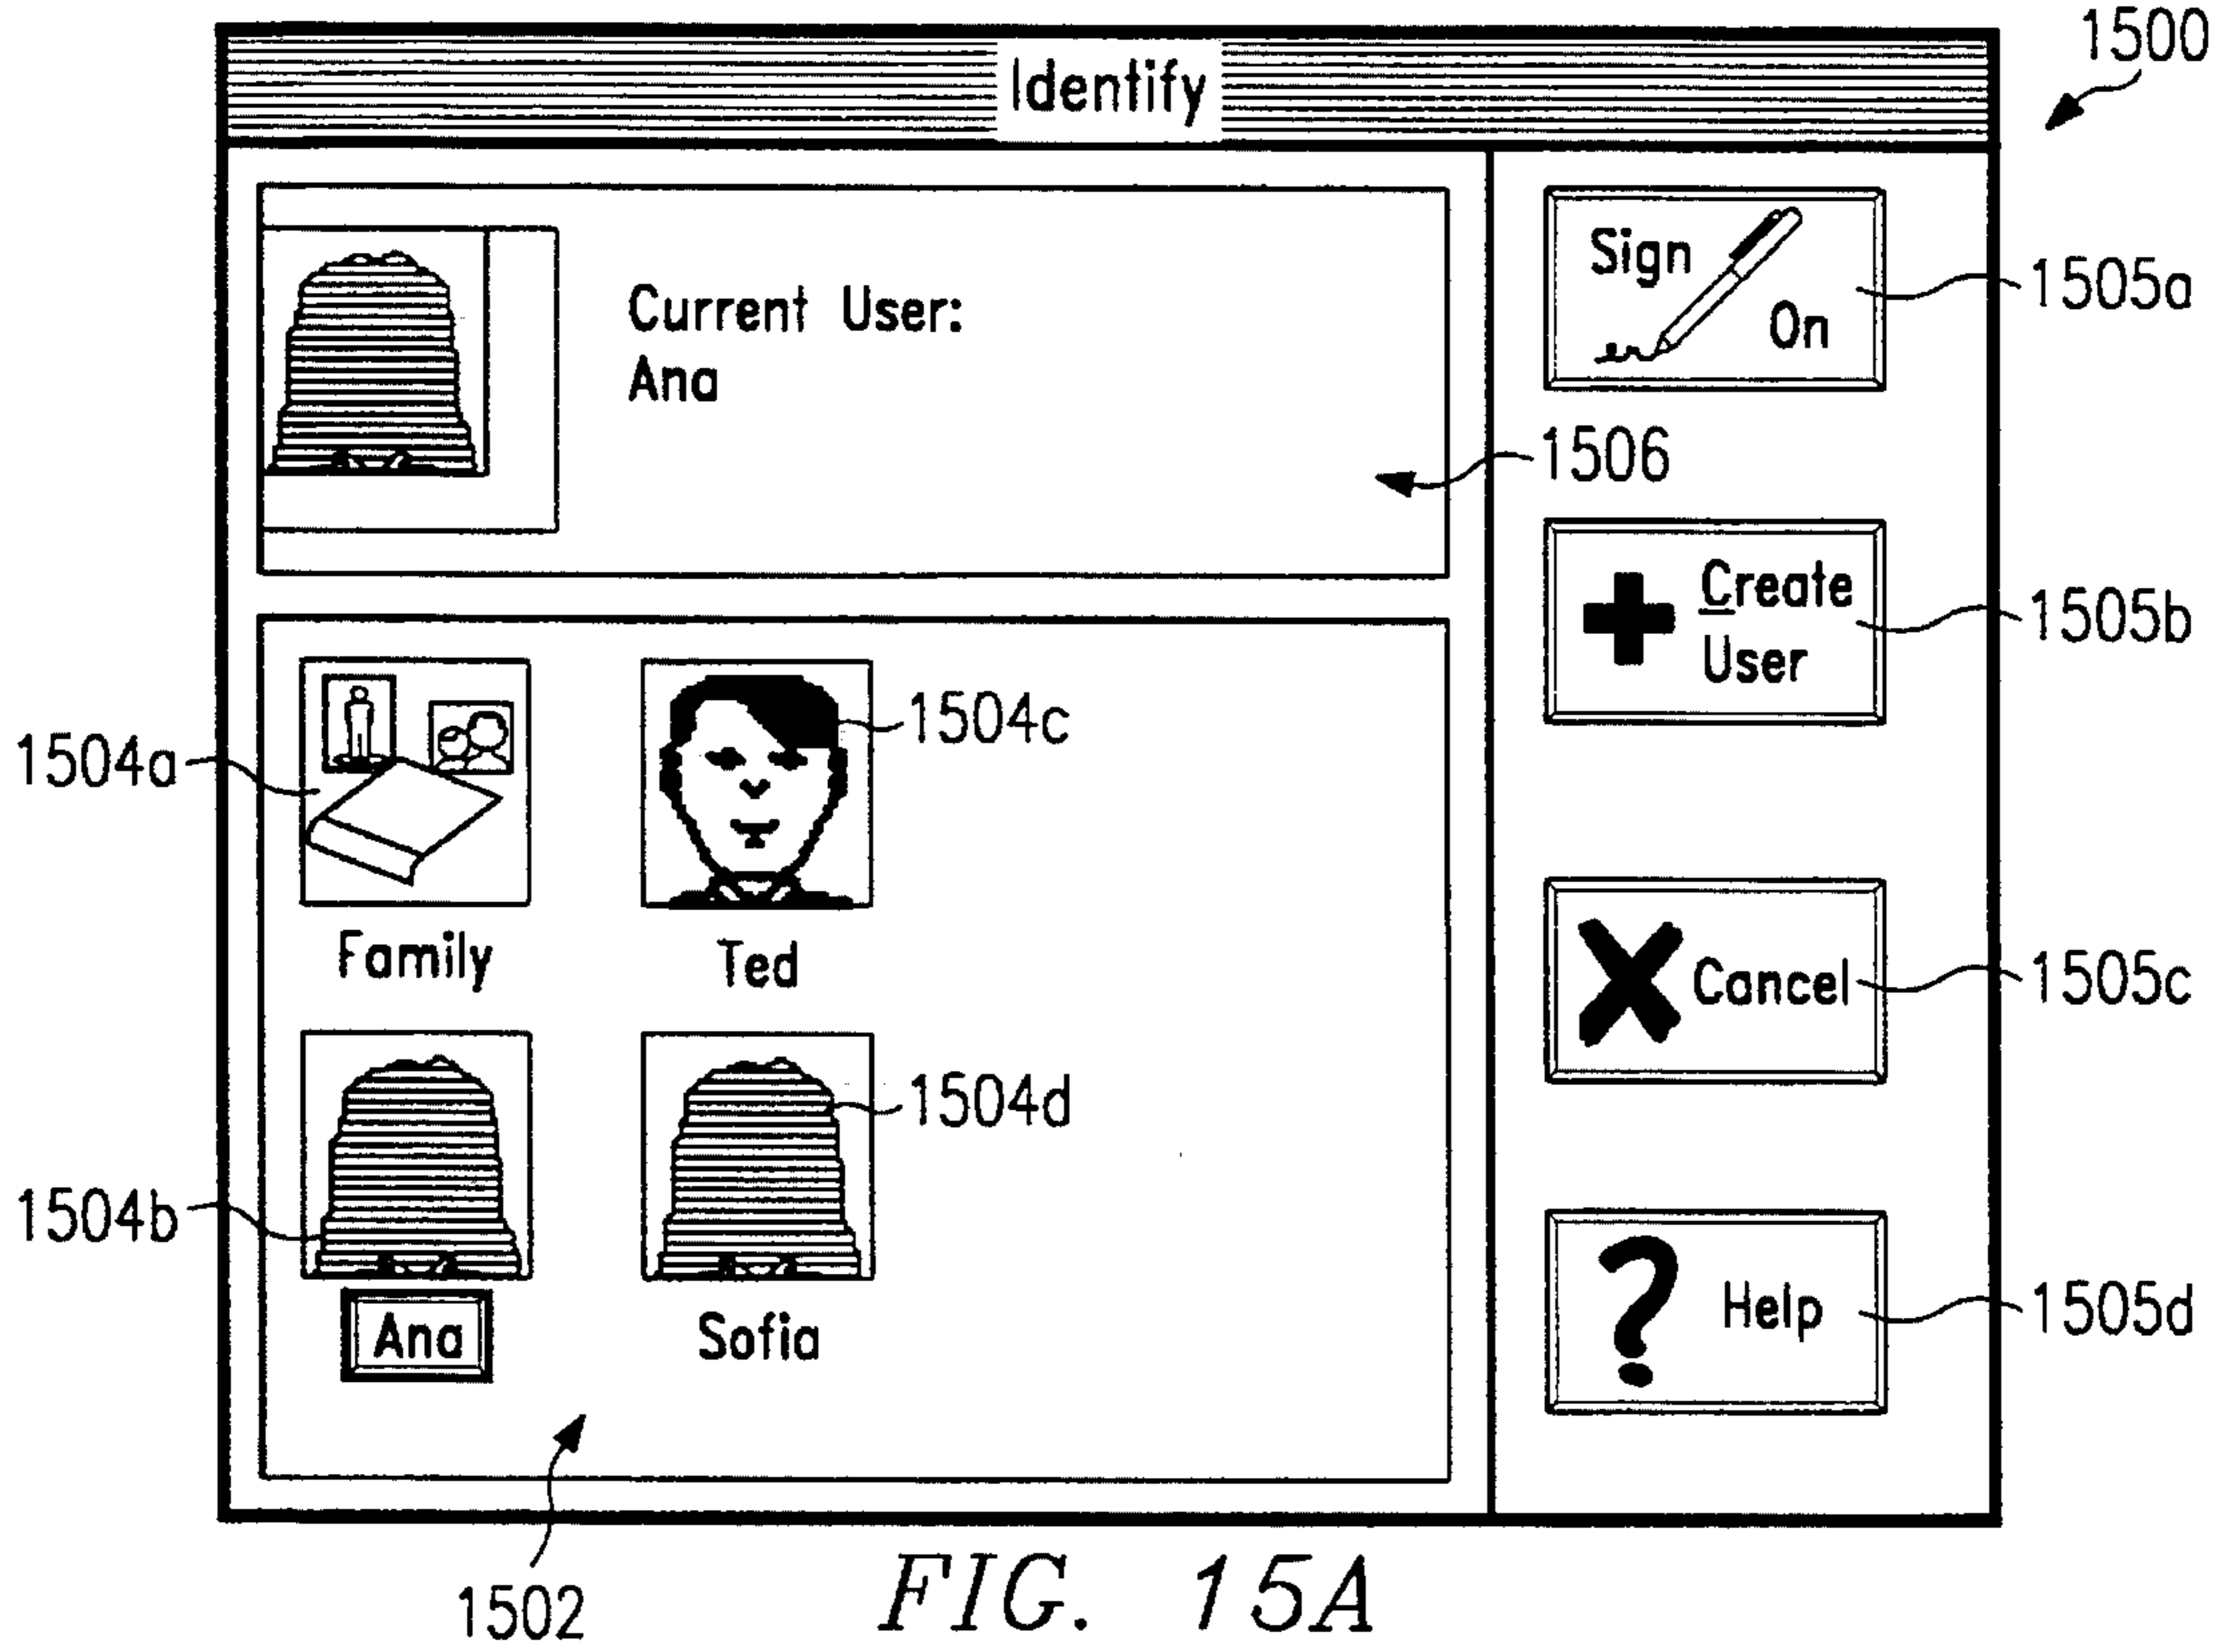 1500
Identify
Current User:
Ana
Sign
On
1505a
1506
Create
User
1505b
1504a
1504c
Family
Ted
Cancel
1505c
1504b
1504d
Ana
Sofia
Help
1505d
1502
FIG. 15A